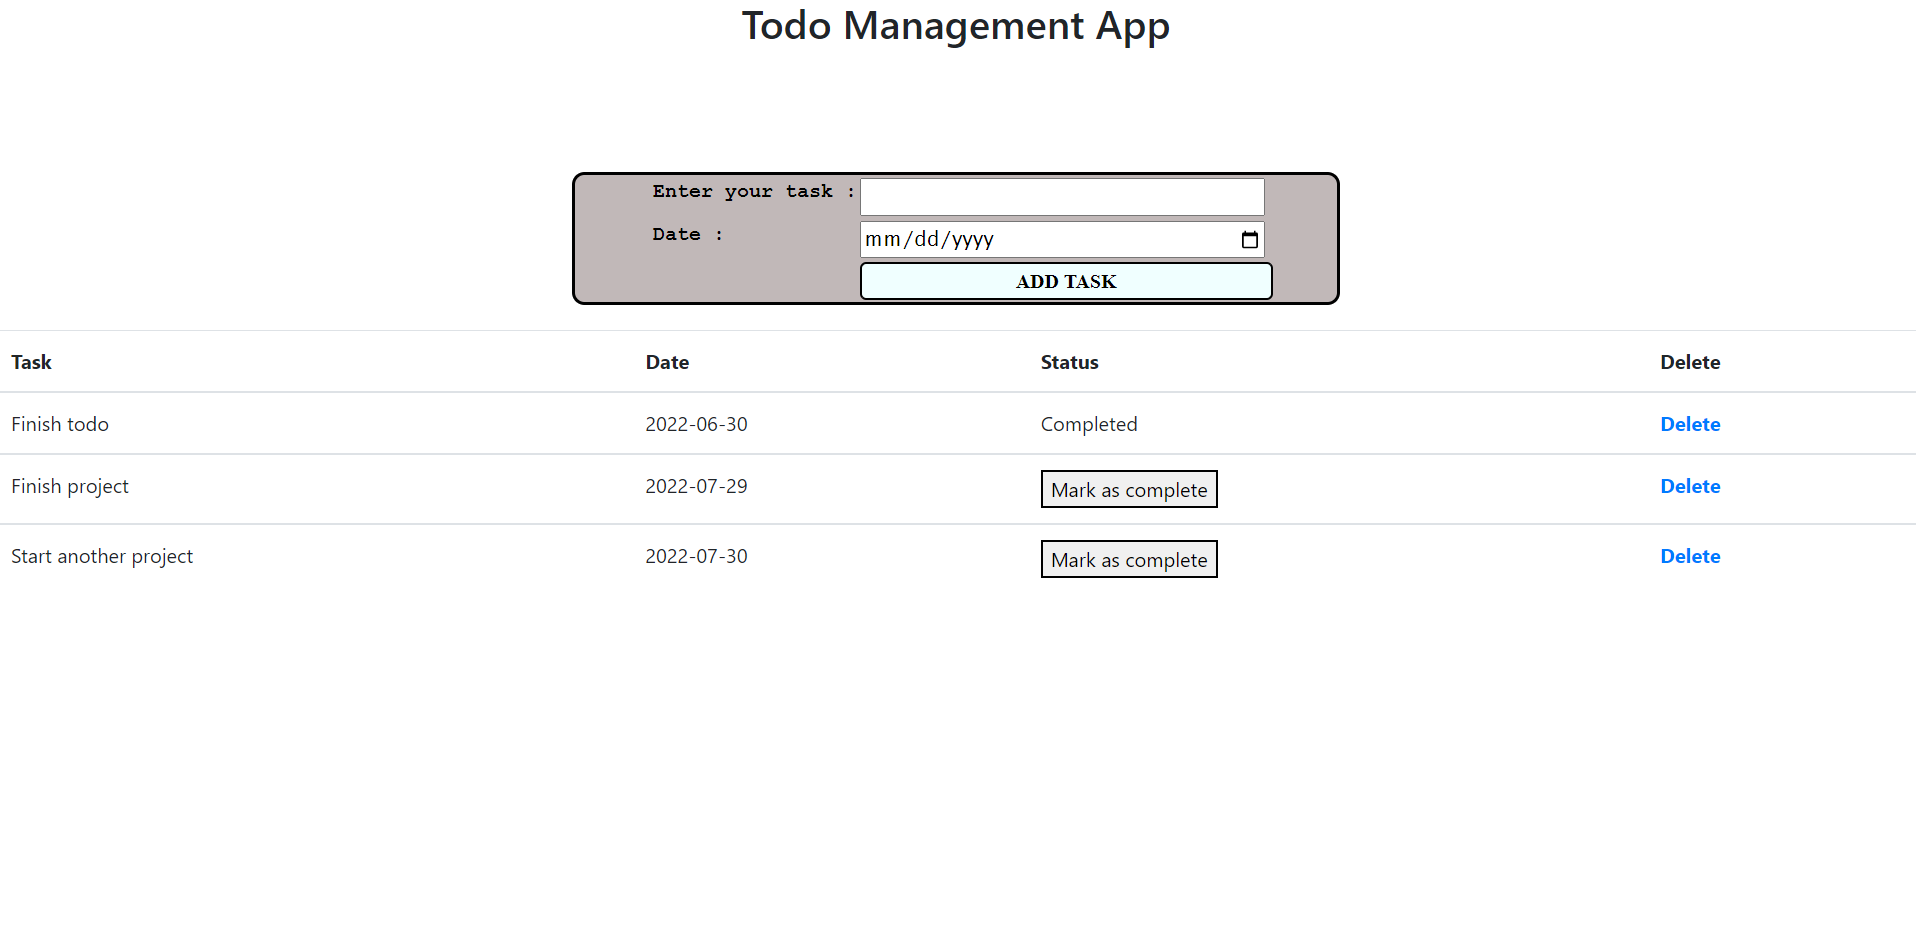 Todo Management App
Enter your task :
Date :
mm/dd/yyyy
ADD TASK
Task Date Status Delete
Finish todo 2022-06-30 Completed Delete
Finish project 2022-07-29 Mark as complete Delete
Start another project 2022-07-30 Mark as complete Delete